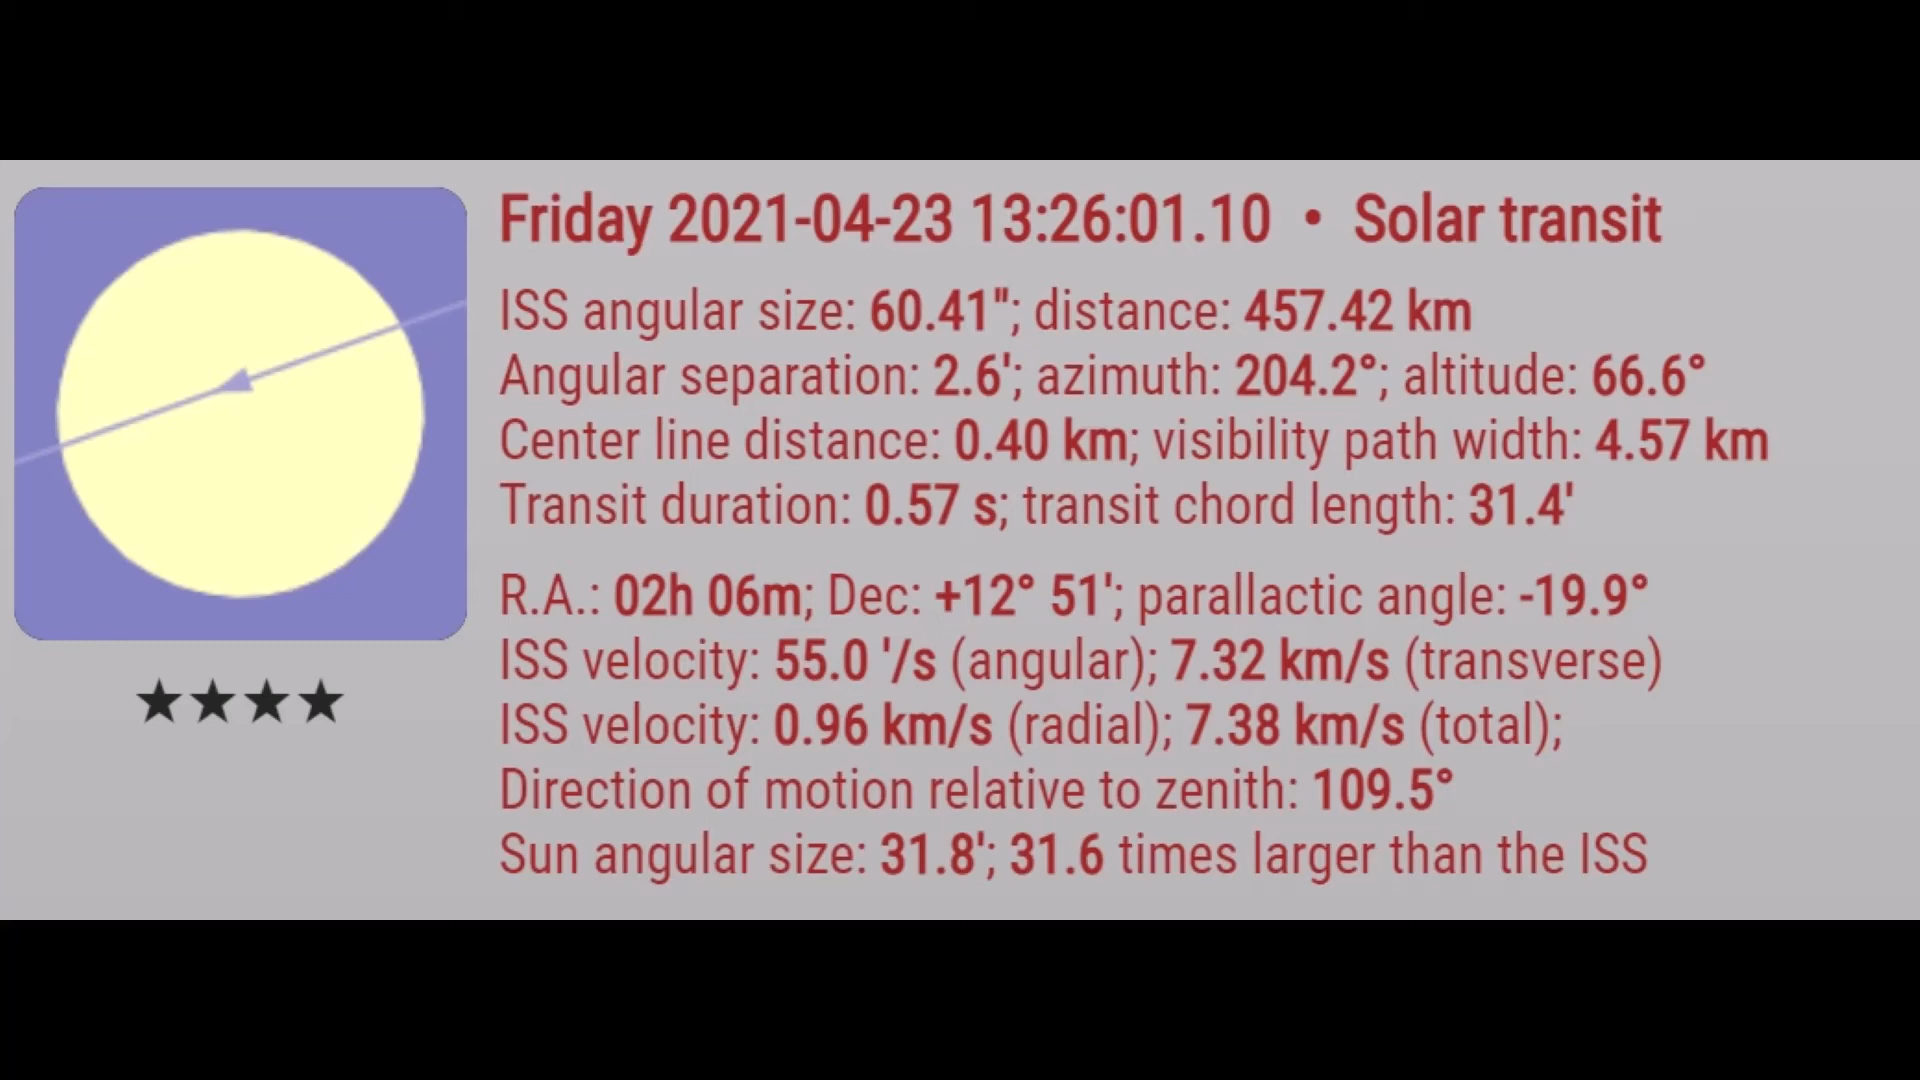 Friday 2021-04-23 13:26:01.10 • Solar transit
ISS angular size: 60.41"; distance: 457.42 km
Angular separation: 2.6'; azimuth: 204.2°; altitude: 66.6°
Center line distance: 0.40 km; visibility path width: 4.57 km
Transit duration: 0.57 s; transit chord length: 31.4'
R.A.: 02h 06m; Dec: +12° 51'; parallactic angle: -19.9°
ISS velocity: 55.0 '/s (angular); 7.32 km/s (transverse)
ISS velocity: 0.96 km/s (radial); 7.38 km/s (total);
Direction of motion relative to zenith: 109.5°
Sun angular size: 31.8'; 31.6 times larger than the ISS